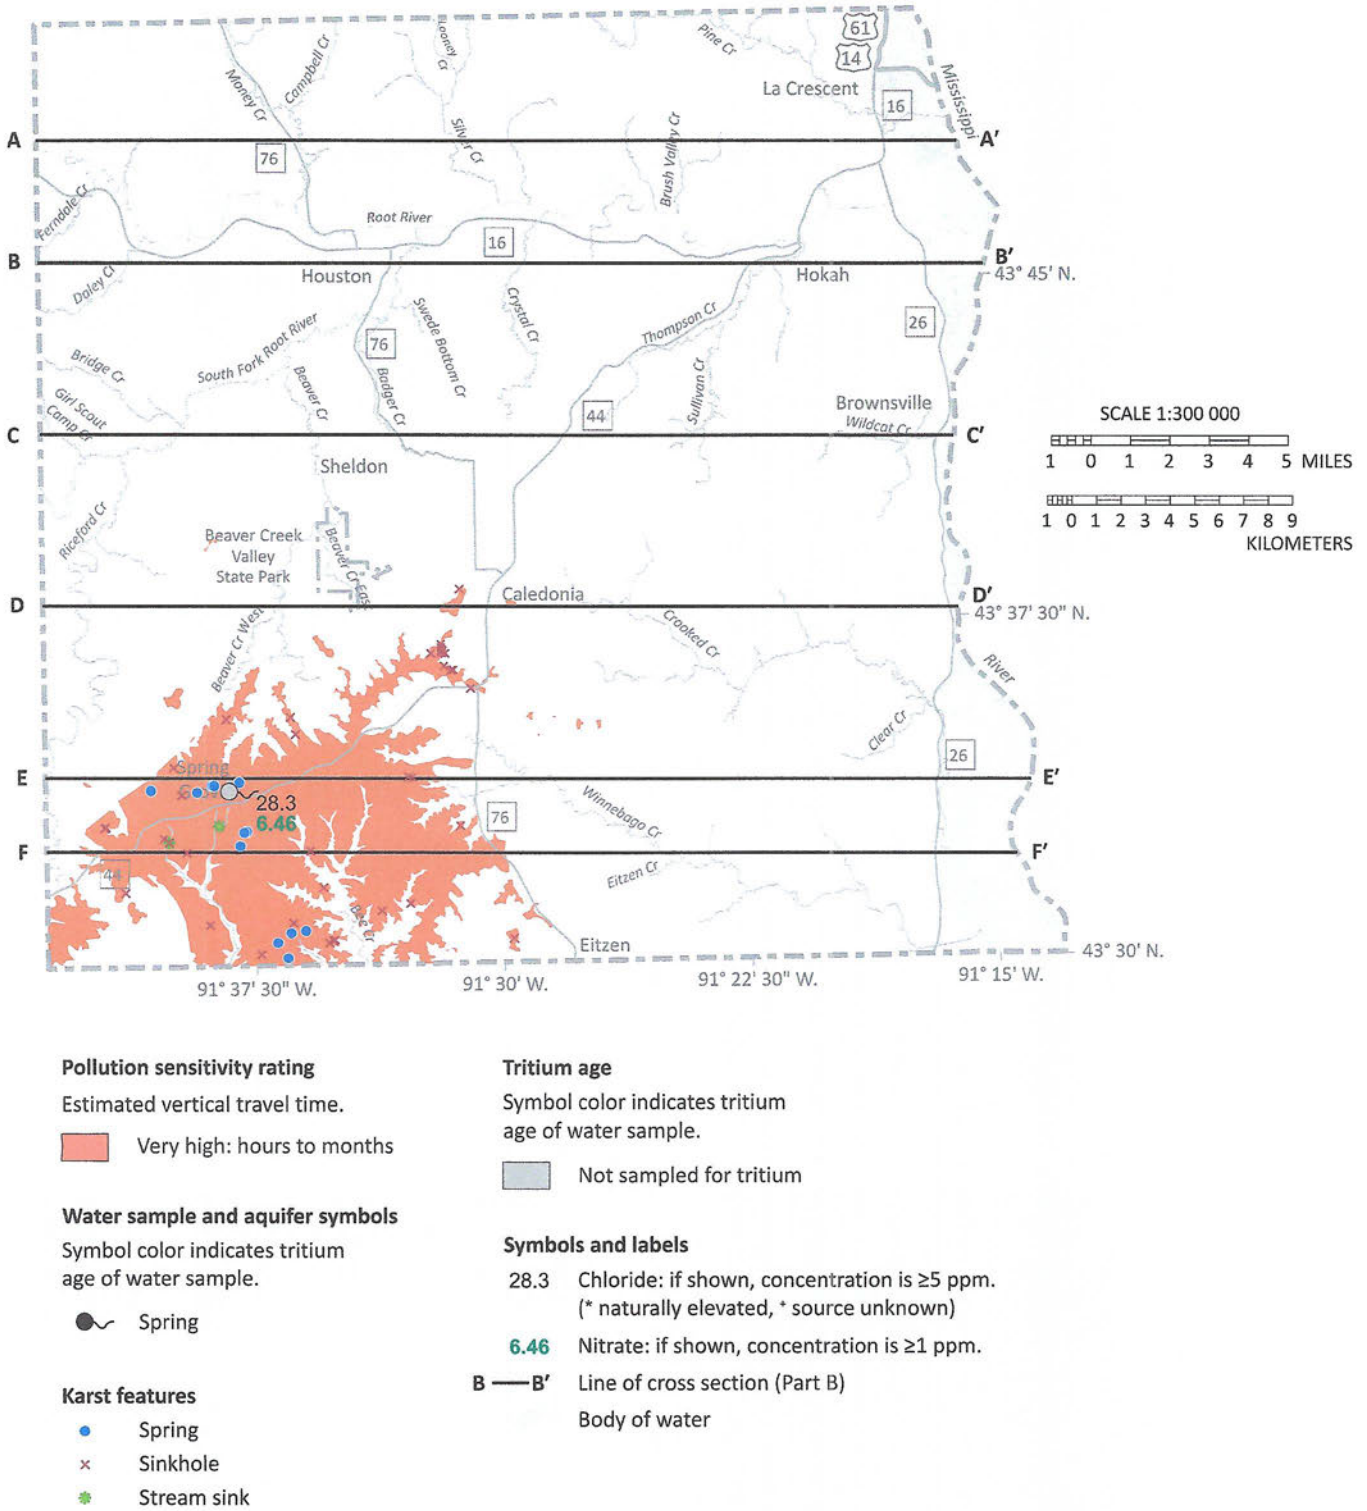 61
14
La Crescent
16
Mississippi
Pine Cr
Looney
Cr
Campbell Cr
Money Cr
Silver Cr
Brush Valley Cr
A
A'
76
Ferndale Cr
Root River
16
B
B'
43° 45' N.
Houston
Hokah
Daley Cr
26
Crystal Cr
Swede Bottom Cr
Thompson Cr
South Fork Root River
76
Bridge Cr
Beaver Cr
Badger Cr
Sullivan Cr
Girl Scout
Camp Cr
44
Brownsville
Wildcat Cr
C
C'
SCALE 1:300 000
1 0 1 2 3 4 5 MILES
1 0 1 2 3 4 5 6 7 8 9
KILOMETERS
Sheldon
Riceford Cr
Beaver Creek
Valley
State Park
Beaver Cr East
Caledonia
D
D'
43° 37' 30" N.
Beaver Cr West
Crooked Cr
River
Clear Cr
26
E
E'
Spring
28.3
6.46
76
Winnebago Cr
F
F'
44
Eitzen Cr
Bee Cr
Eitzen
43° 30' N.
91° 37' 30" W.
91° 30' W.
91° 22' 30" W.
91° 15' W.
Pollution sensitivity rating
Estimated vertical travel time.
Very high: hours to months
Water sample and aquifer symbols
Symbol color indicates tritium
age of water sample.
Spring
Karst features
Spring
Sinkhole
Stream sink
Tritium age
Symbol color indicates tritium
age of water sample.
Not sampled for tritium
Symbols and labels
28.3 Chloride: if shown, concentration is ≥5 ppm.
(* naturally elevated, + source unknown)
6.46 Nitrate: if shown, concentration is ≥1 ppm.
B — B' Line of cross section (Part B)
Body of water